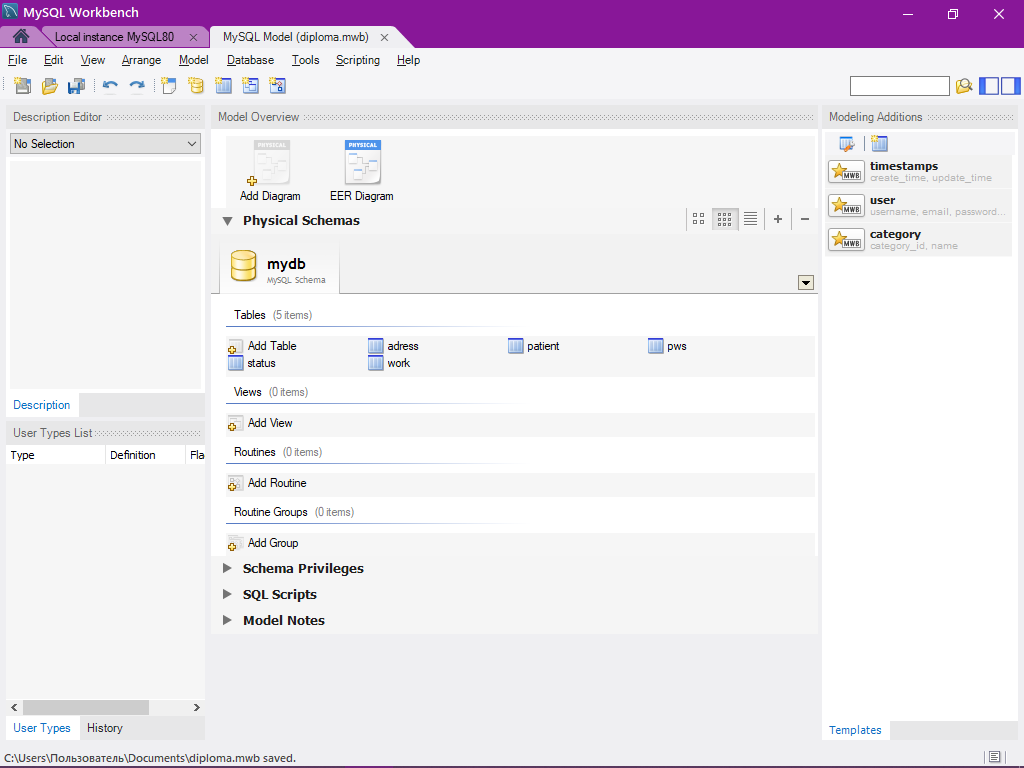 MySQL Workbench
Local instance MySQL80
MySQL Model (diploma.mwb)
File Edit View Arrange Model Database Tools Scripting Help
Description Editor
No Selection
Description
User Types List
Type Definition Fla
User Types History
Model Overview
PHYSICAL
Add Diagram
PHYSICAL
EER Diagram
Physical Schemas
mydb
MySQL Schema
Tables (5 items)
Add Table adress patient pws
status work
Views (0 items)
Add View
Routines (0 items)
Add Routine
Routine Groups (0 items)
Add Group
Schema Privileges
SQL Scripts
Model Notes
Modeling Additions
MWB
timestamps
create_time, update_time
MWB
user
username, email, password...
MWB
category
category_id, name
Templates
C:\Users\Пользователь\Documents\diploma.mwb saved.